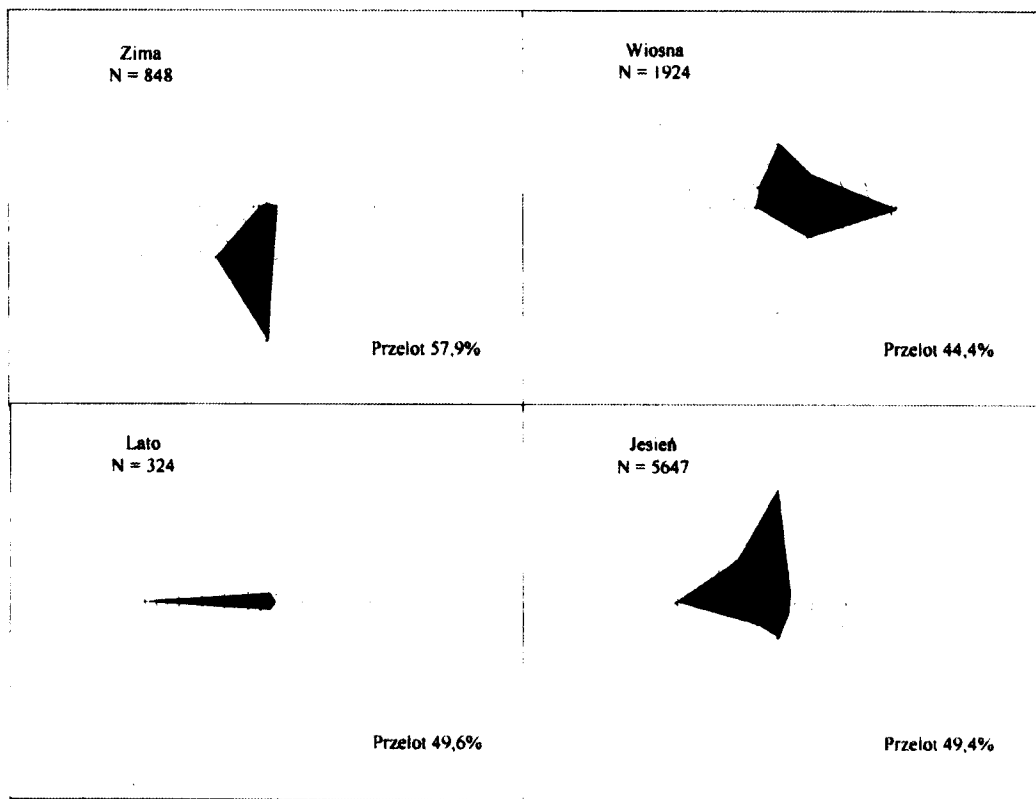 Zima
N = 848
Przelot 57,9%
Wiosna
N = 1924
Przelot 44,4%
Lato
N = 324
Przelot 49,6%
Jesień
N = 5647
Przelot 49,4%